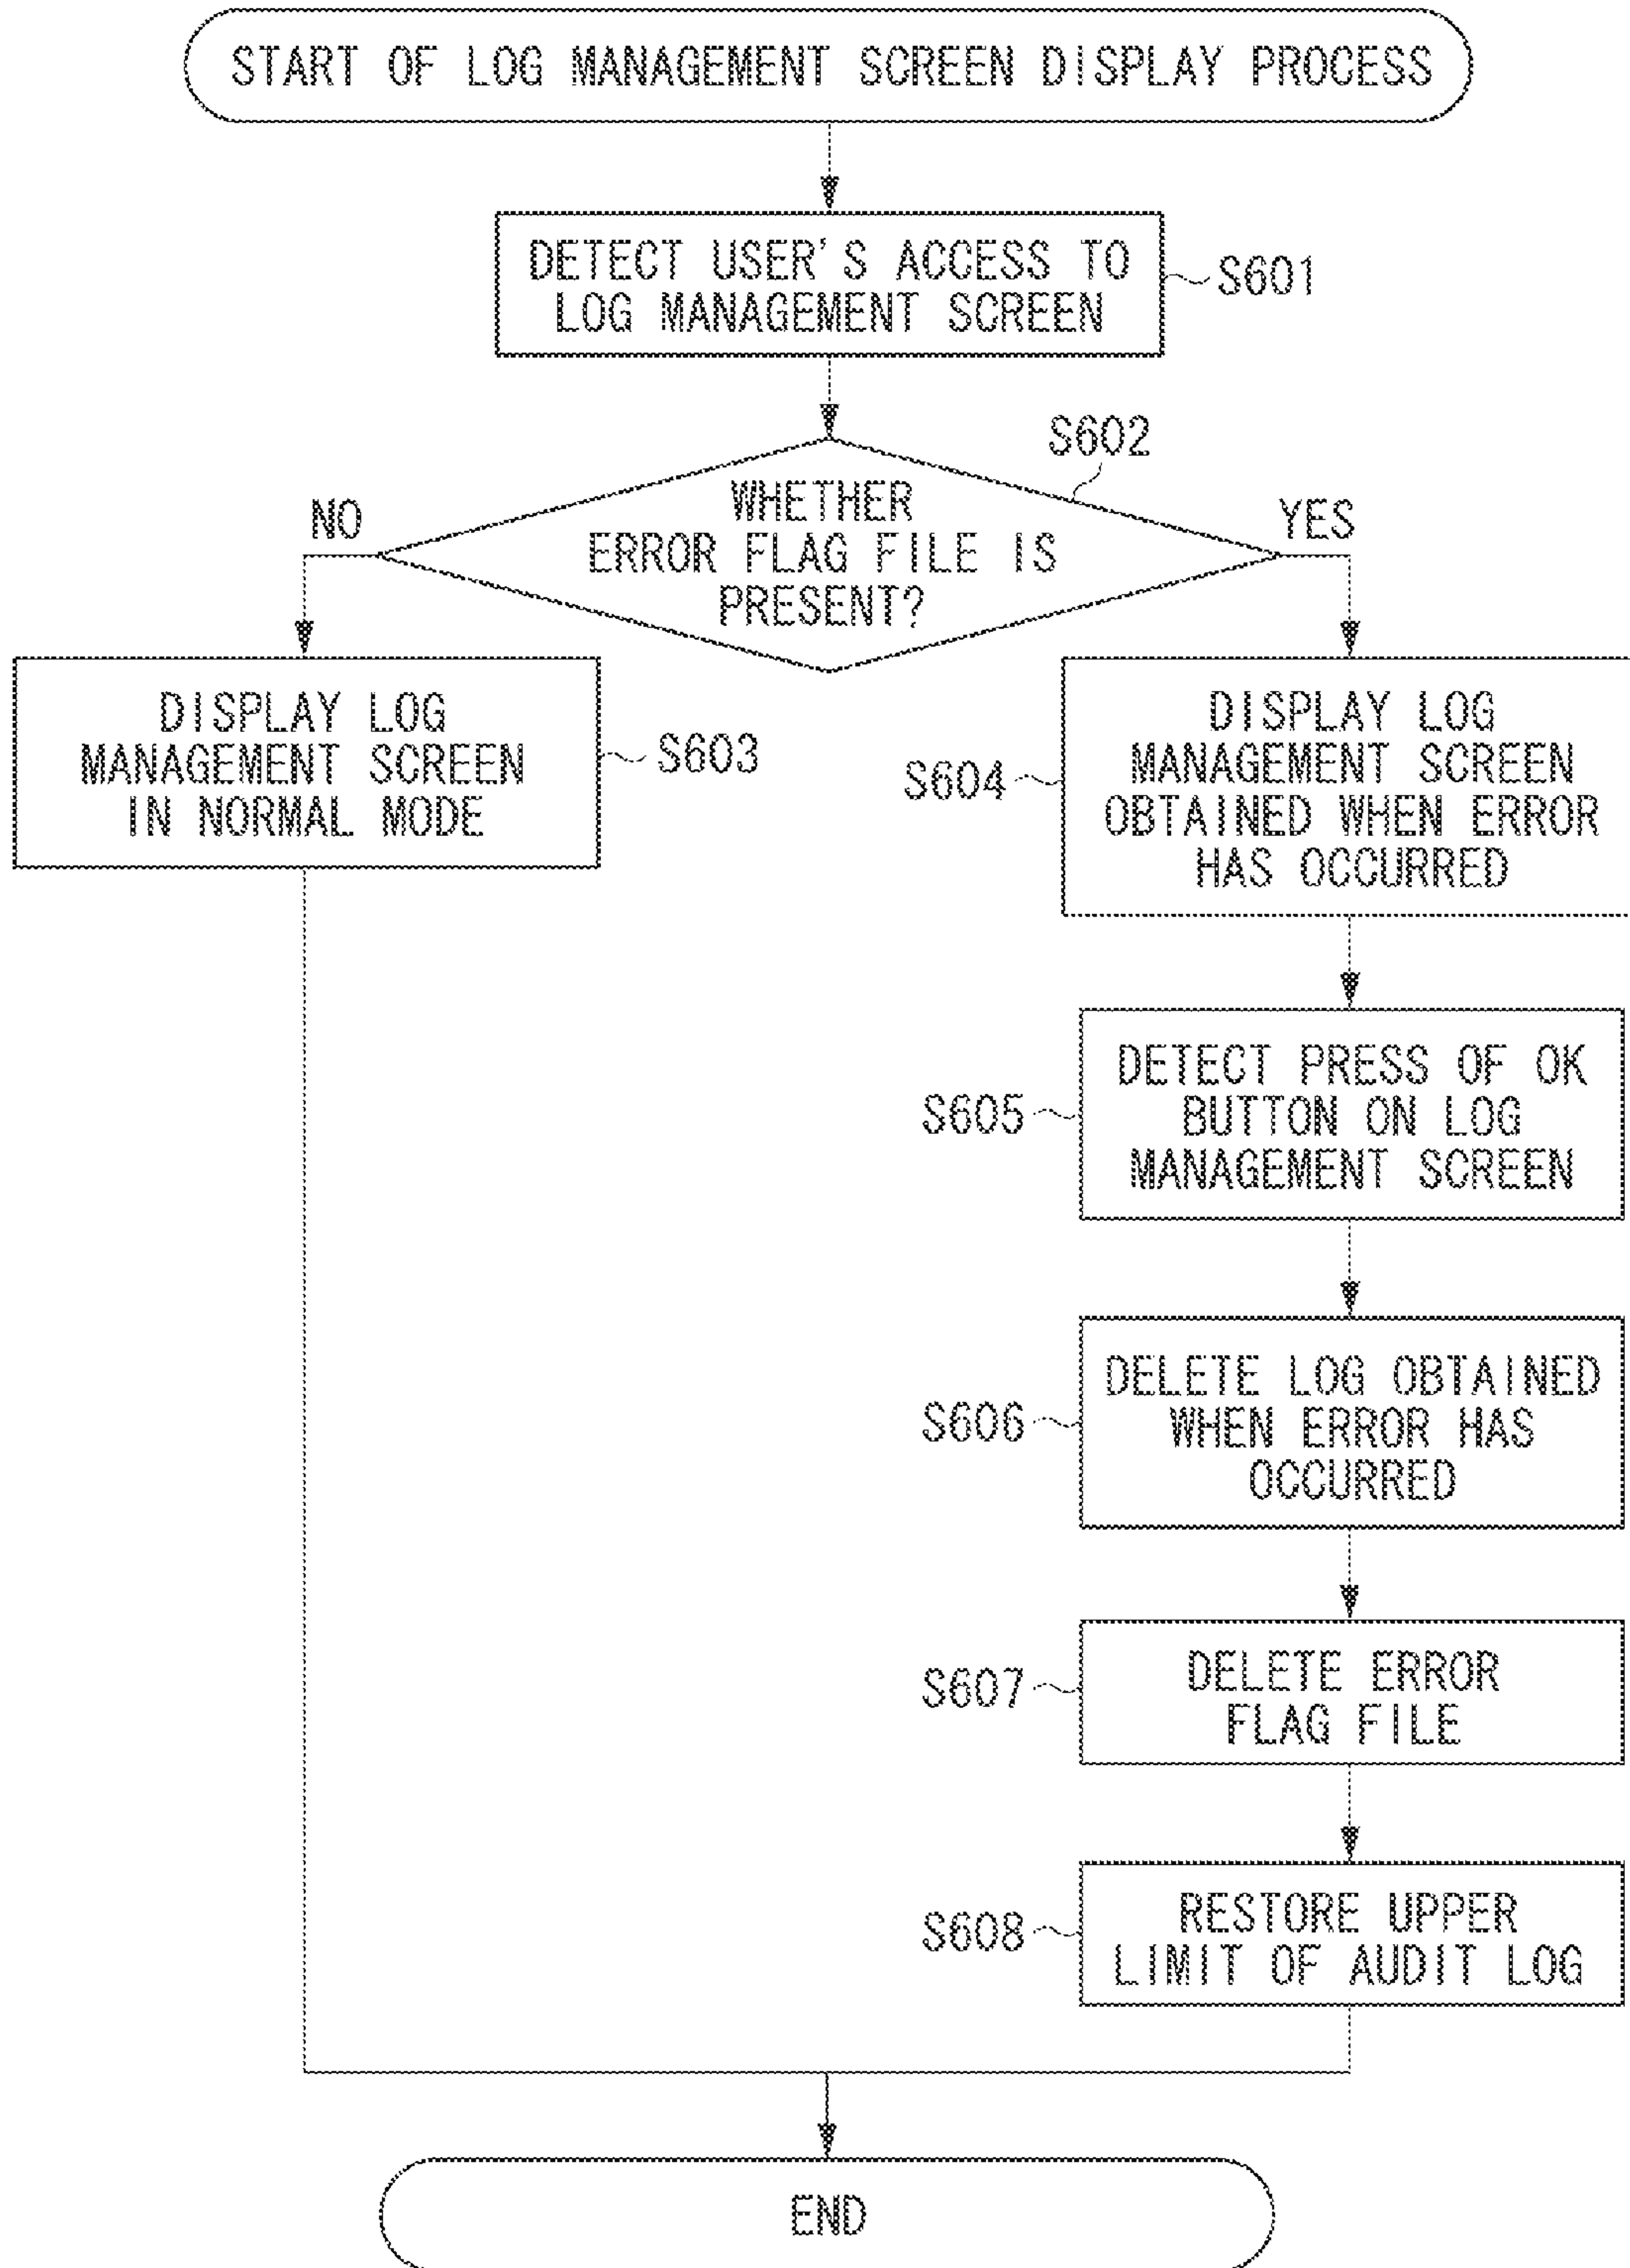 START OF LOG MANAGEMENT SCREEN DISPLAY PROCESS
DETECT USER'S ACCESS TO
LOG MANAGEMENT SCREEN
S601
S602
WHETHER
ERROR FLAG FILE IS
PRESENT?
NO
YES
DISPLAY LOG
MANAGEMENT SCREEN
IN NORMAL MODE
S603
DISPLAY LOG
MANAGEMENT SCREEN
OBTAINED WHEN ERROR
HAS OCCURRED
S604
DETECT PRESS OF OK
BUTTON ON LOG
MANAGEMENT SCREEN
S605
DELETE LOG OBTAINED
WHEN ERROR HAS
OCCURRED
S606
DELETE ERROR
FLAG FILE
S607
RESTORE UPPER
LIMIT OF AUDIT LOG
S608
END